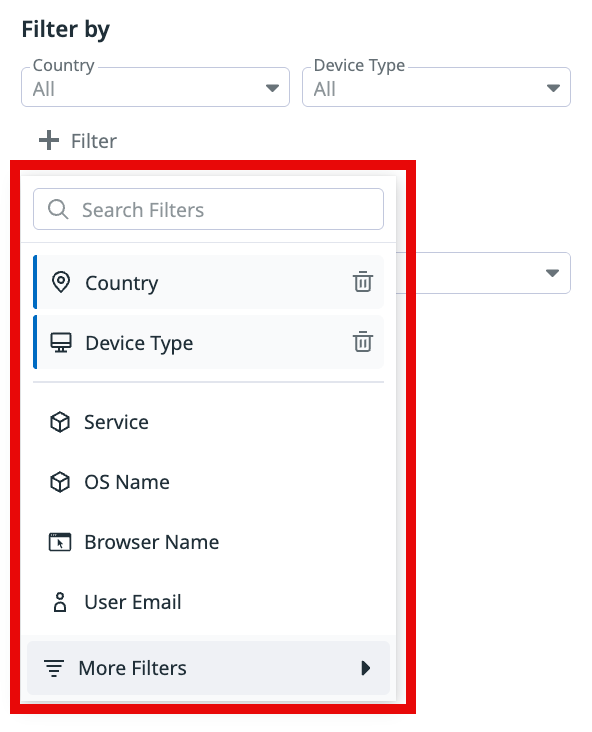 Filter by
Country
Device Type
All
All
Filter
Search Filters
Country
Device Type
Service
OS Name
Browser Name
User Email
More Filters